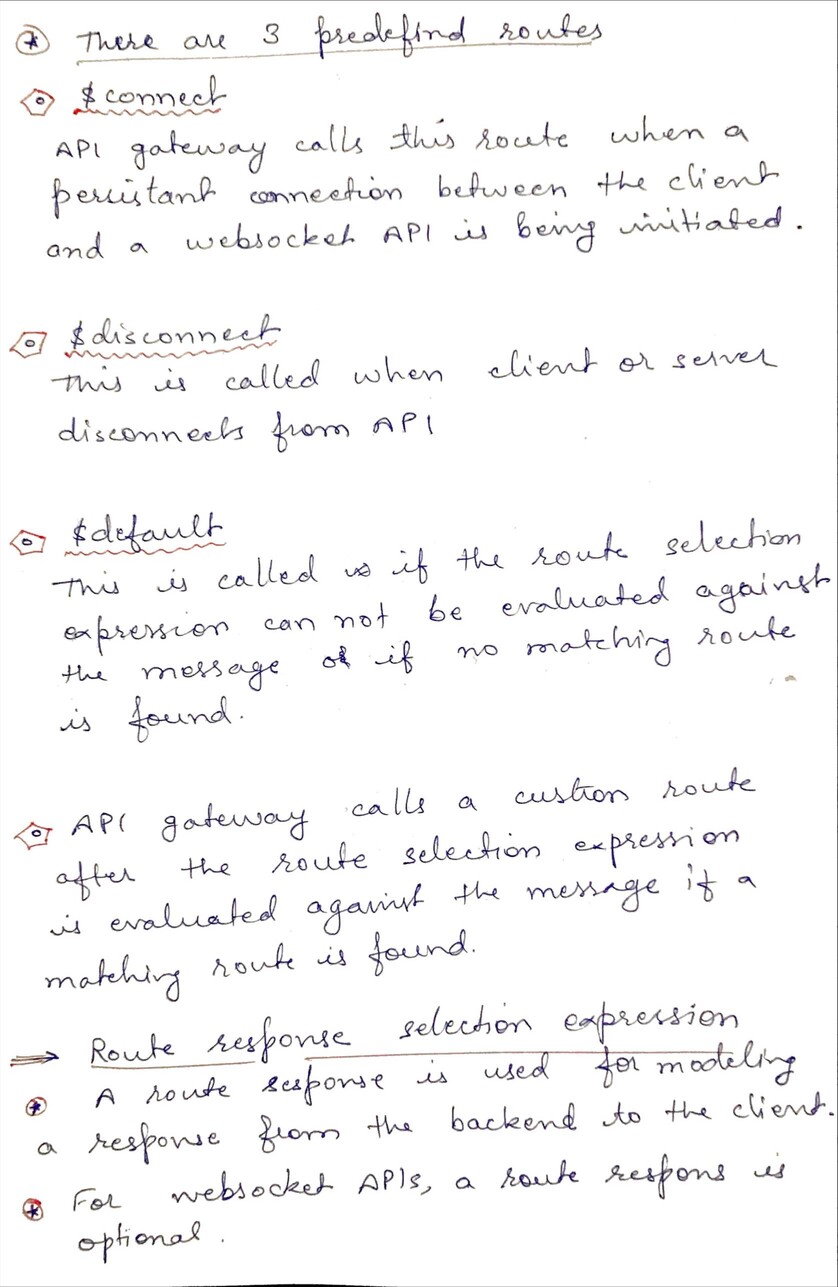 There are 3 predefind routes
$connect
API gateway calls this route when a
persistant connection between the client
and a websocket API is being initiated.
$disconnect
This is called when client or server
disconnects from API
$default
This is called if the route selection
expression can not be evaluated against
the message or if no matching route
is found.
API gateway calls a custion route
after the route selection expression
is evaluated against the message if a
matching route is found.
⇒ Route response selection expression
A route response is used for modeling
a response from the backend to the client.
For websocket APIs, a route respons is
optional.